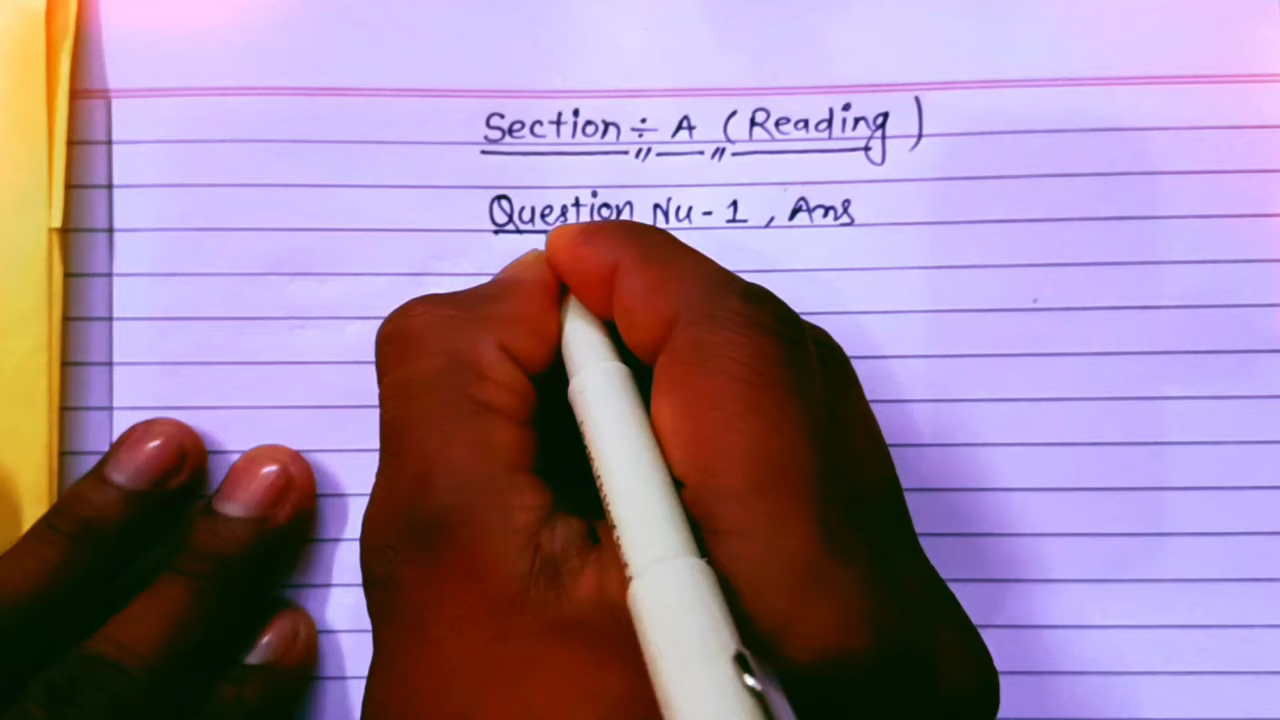 Section ÷ A (Reading)
Question Nu - 1, Ans